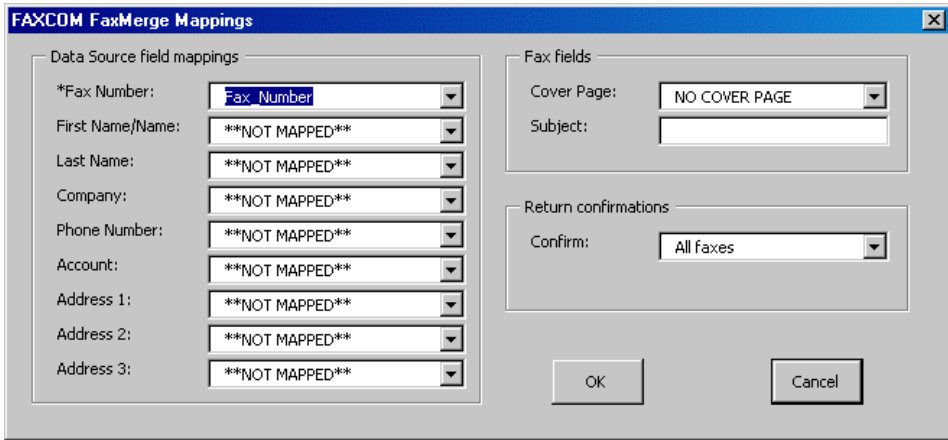 FAXCOM FaxMerge Mappings
Data Source field mappings
*Fax Number: Fax_Number
First Name/Name: **NOT MAPPED**
Last Name: **NOT MAPPED**
Company: **NOT MAPPED**
Phone Number: **NOT MAPPED**
Account: **NOT MAPPED**
Address 1: **NOT MAPPED**
Address 2: **NOT MAPPED**
Address 3: **NOT MAPPED**
Fax fields
Cover Page: NO COVER PAGE
Subject:
Return confirmations
Confirm: All faxes
OK Cancel